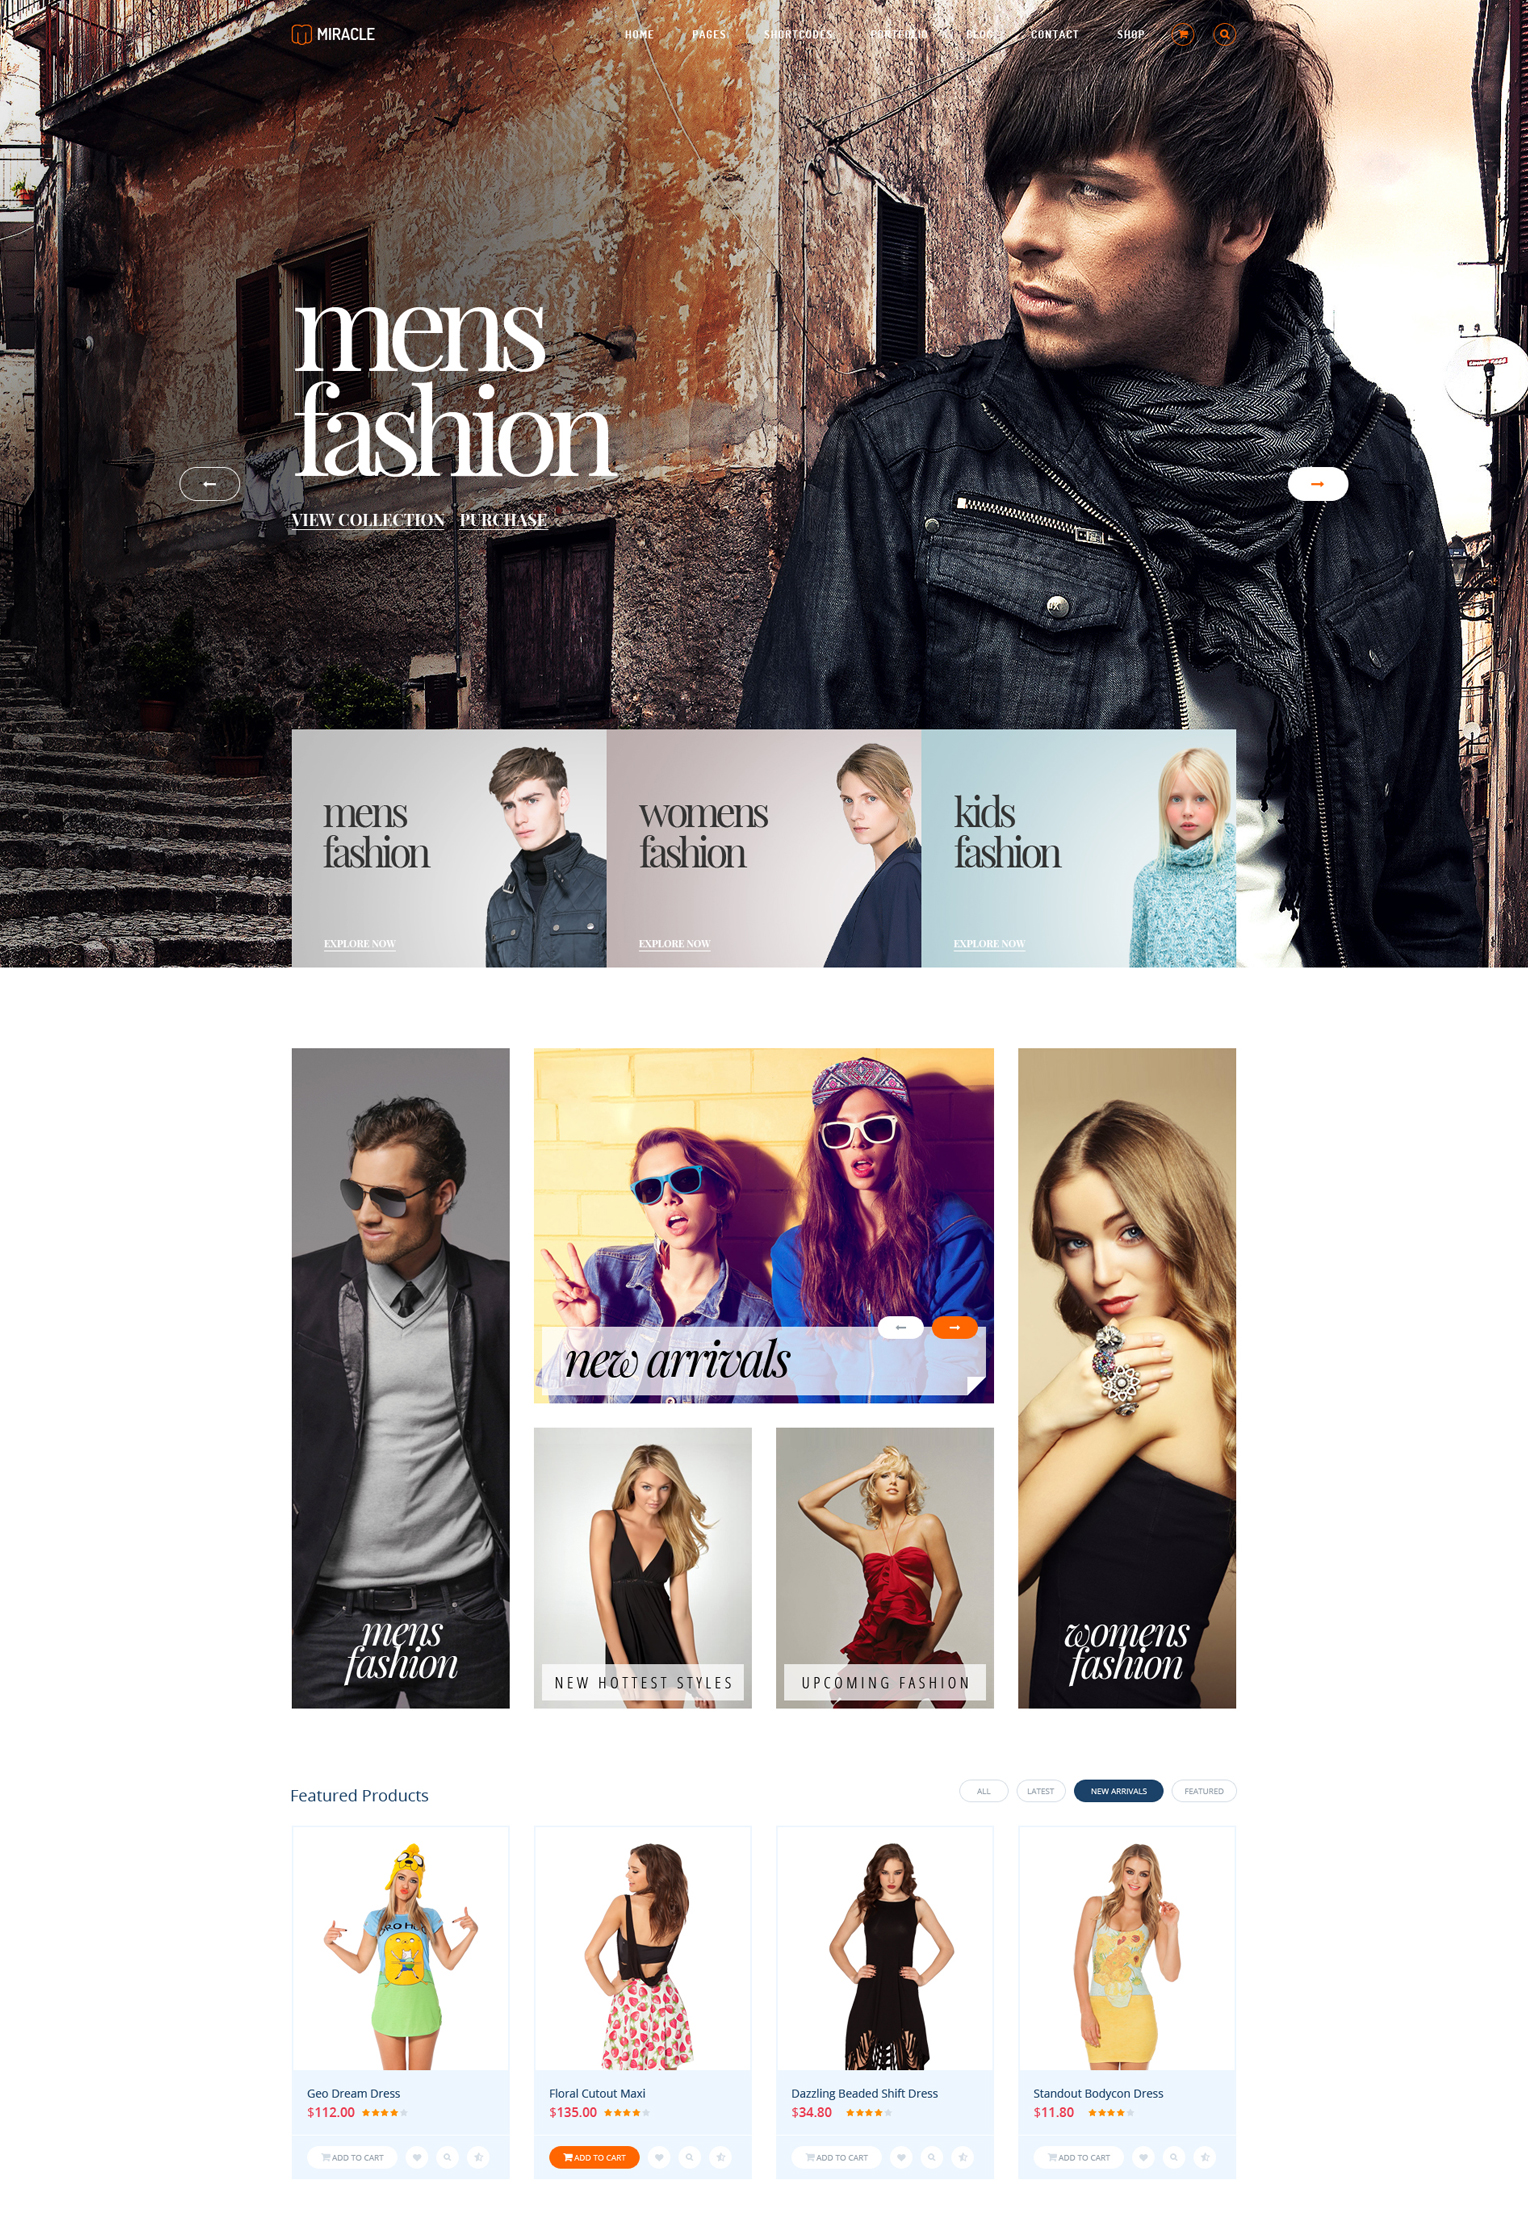 MIRACLE
HOME PAGES SHORTCODES PORTFOLIO BLOG CONTACT SHOP
mens
fashion
VIEW COLLECTION PURCHASE
mens
fashion
EXPLORE NOW
womens
fashion
EXPLORE NOW
kids
fashion
EXPLORE NOW
mens
fashion
new arrivals
NEW HOTTEST STYLES
UPCOMING FASHION
womens
fashion
Featured Products
ALL LATEST NEW ARRIVALS FEATURED
Geo Dream Dress
$112.00
ADD TO CART
Floral Cutout Maxi
$135.00
ADD TO CART
Dazzling Beaded Shift Dress
$34.80
ADD TO CART
Standout Bodycon Dress
$11.80
ADD TO CART